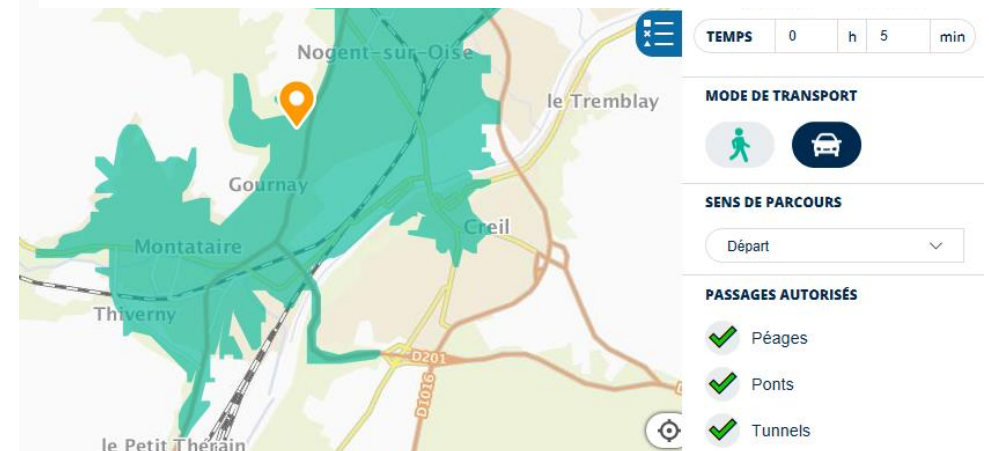 Nogent-sur-Oise
le Tremblay
Gournay
Creil
Montataire
Thiverny
D201
D1016
le Petit Thérain
TEMPS 0 h 5 min
MODE DE TRANSPORT
SENS DE PARCOURS
Départ
PASSAGES AUTORISÉS
Péages
Ponts
Tunnels